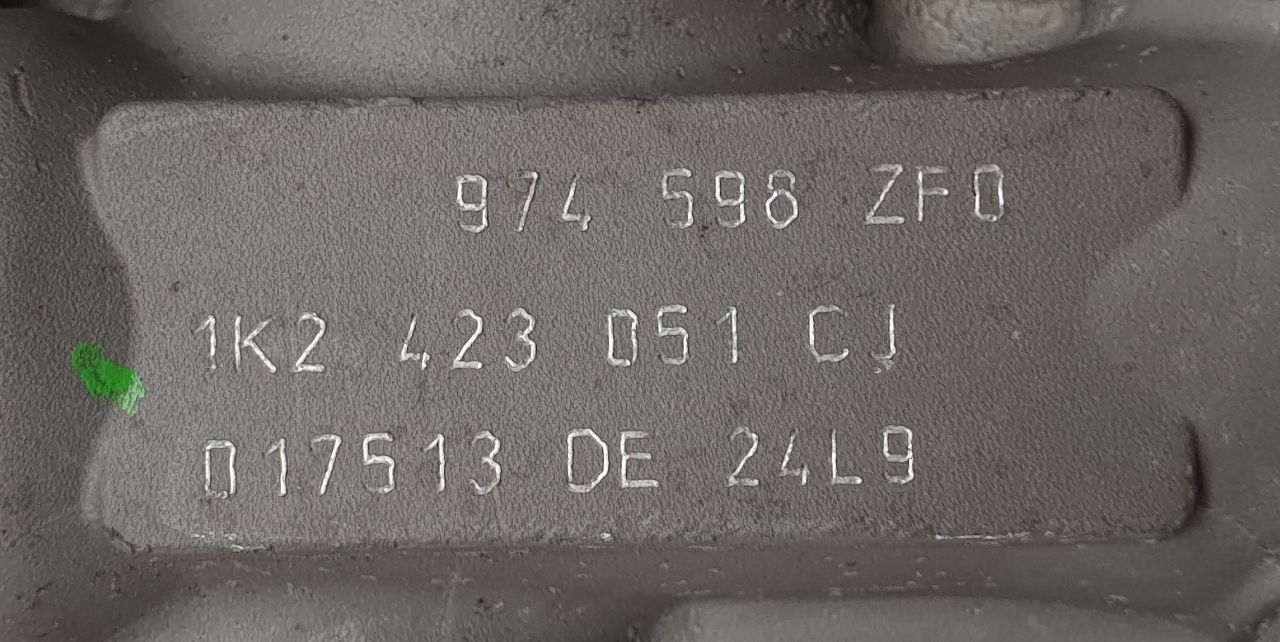 974 598 ZF0
1K2 423 051 CJ
017513 DE 24L9